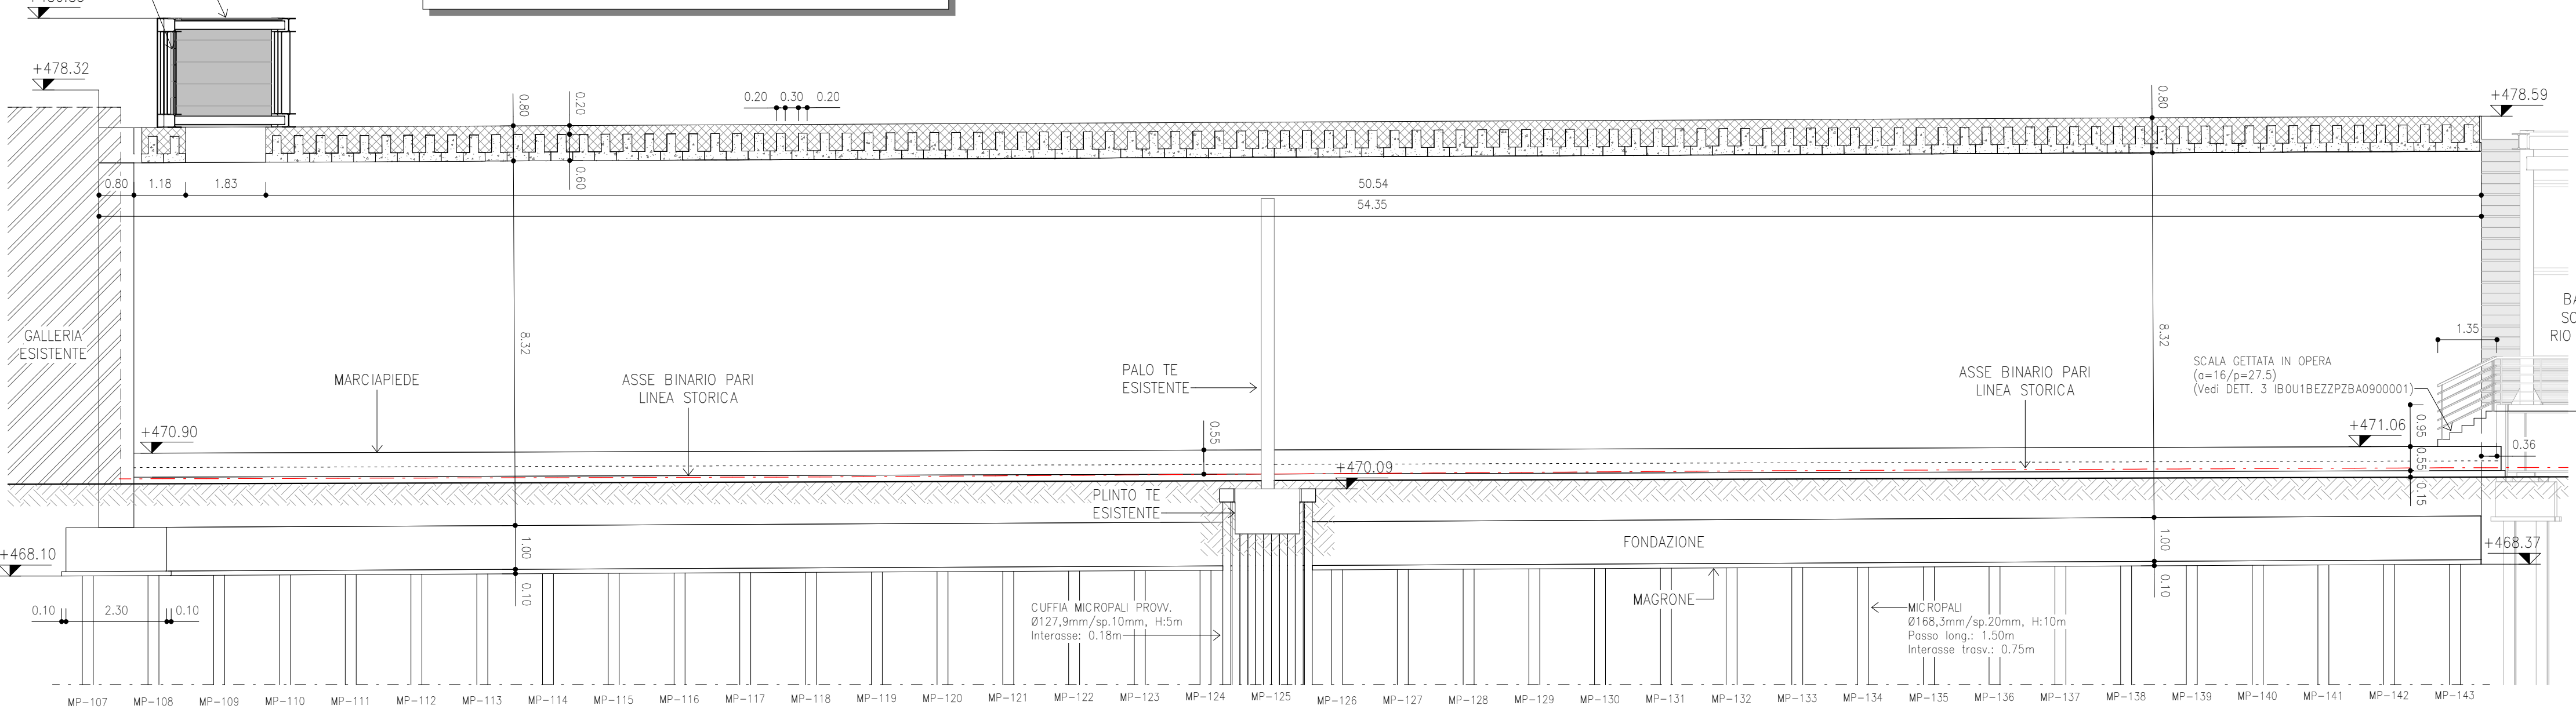 +478.32
0.80
0.20
0.20 0.30 0.20
0.80
+478.59
0.80 1.18 1.83
0.60
50.54
54.35
GALLERIA
ESISTENTE
MARCIAPIEDE
8.32
ASSE BINARIO PARI
LINEA STORICA
PALO TE
ESISTENTE
ASSE BINARIO PARI
LINEA STORICA
8.32
SCALA GETTATA IN OPERA
(a=16/p=27.5)
(Vedi DETT. 3 IB0U1BEZZPZBA0900001)
1.35
RIO
+470.90
0.55
+471.06
0.95
0.55
0.15
0.36
+470.09
PLINTO TE
ESISTENTE
+468.10
1.00
0.10
FONDAZIONE
1.00
0.10
+468.37
0.10 2.30 0.10
CUFFIA MICROPALI PROVV.
Ø127,9mm/sp.10mm, H:5m
Interasse: 0.18m
MAGRONE
MICROPALI
Ø168,3mm/sp.20mm, H:10m
Passo long.: 1.50m
Interasse trasv.: 0.75m
MP-107 MP-108 MP-109 MP-110 MP-111 MP-112 MP-113 MP-114 MP-115 MP-116 MP-117 MP-118 MP-119 MP-120 MP-121 MP-122 MP-123 MP-124 MP-125 MP-126 MP-127 MP-128 MP-129 MP-130 MP-131 MP-132 MP-133 MP-134 MP-135 MP-136 MP-137 MP-138 MP-139 MP-140 MP-141 MP-142 MP-143